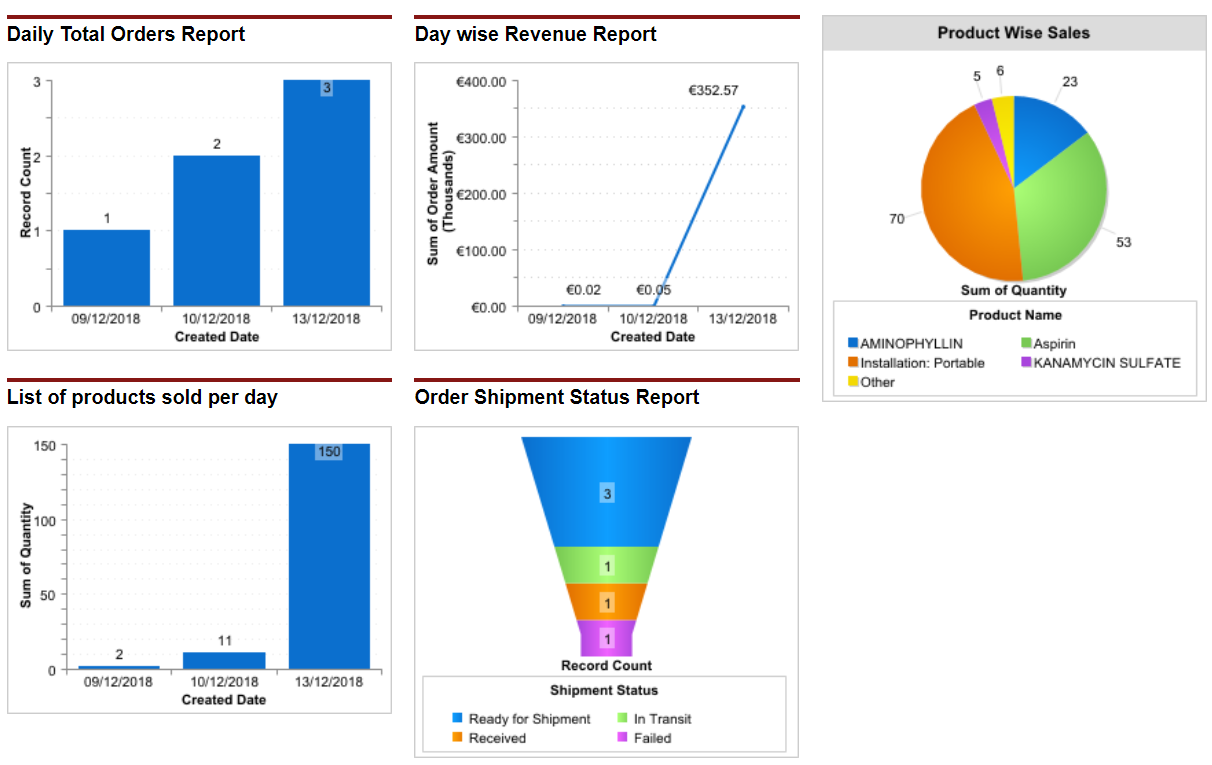 Daily Total Orders Report
Record Count
3
2
1
0
1
2
3
09/12/2018 10/12/2018 13/12/2018
Created Date
Day wise Revenue Report
Sum of Order Amount
(Thousands)
€400.00
€300.00
€200.00
€100.00
€0.00
€0.02
€0.05
€352.57
09/12/2018 10/12/2018 13/12/2018
Created Date
Product Wise Sales
5
6
23
70
53
Sum of Quantity
Product Name
AMINOPHYLLIN
Aspirin
Installation: Portable
KANAMYCIN SULFATE
Other
List of products sold per day
Sum of Quantity
150
100
50
0
2
11
150
09/12/2018 10/12/2018 13/12/2018
Created Date
Order Shipment Status Report
3
1
1
1
Record Count
Shipment Status
Ready for Shipment
In Transit
Received
Failed